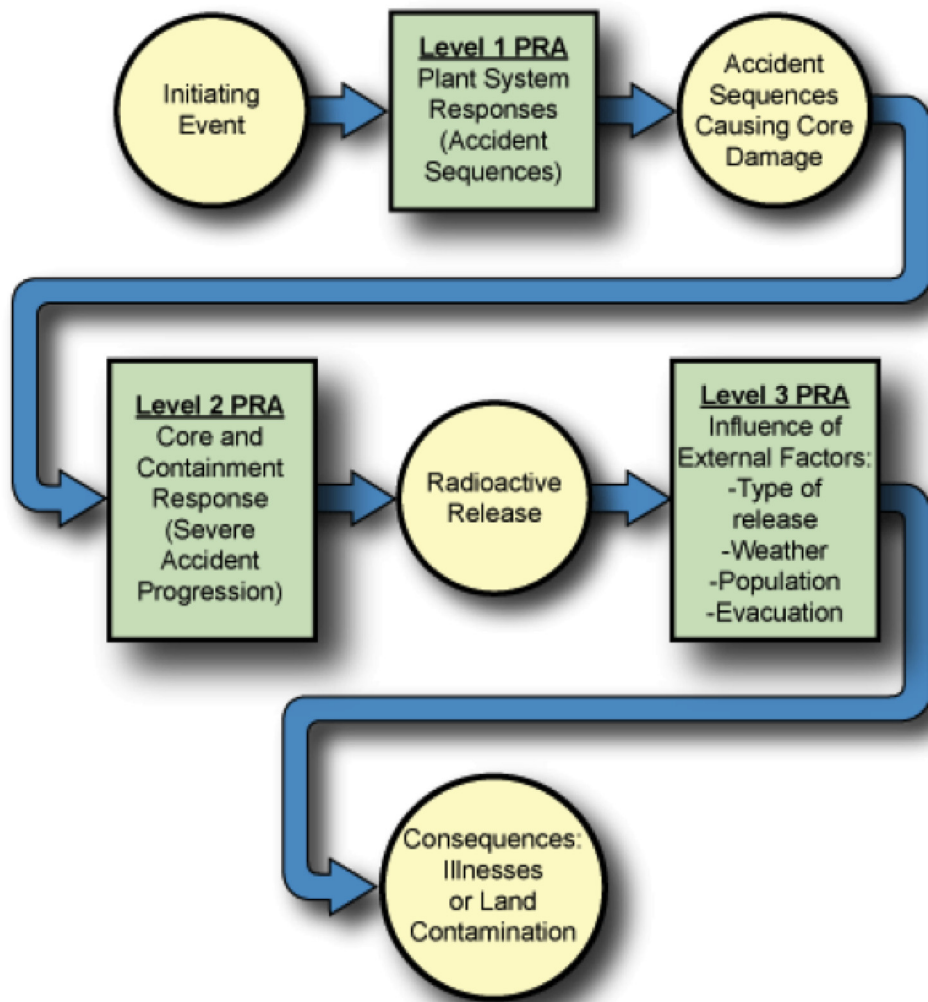 Initiating
Event
Level 1 PRA
Plant System
Responses
(Accident
Sequences)
Accident
Sequences
Causing Core
Damage
Level 2 PRA
Core and
Containment
Response
(Severe
Accident
Progression)
Radioactive
Release
Level 3 PRA
Influence of
External Factors:
-Type of
release
-Weather
-Population
-Evacuation
Consequences:
Illnesses
or Land
Contamination